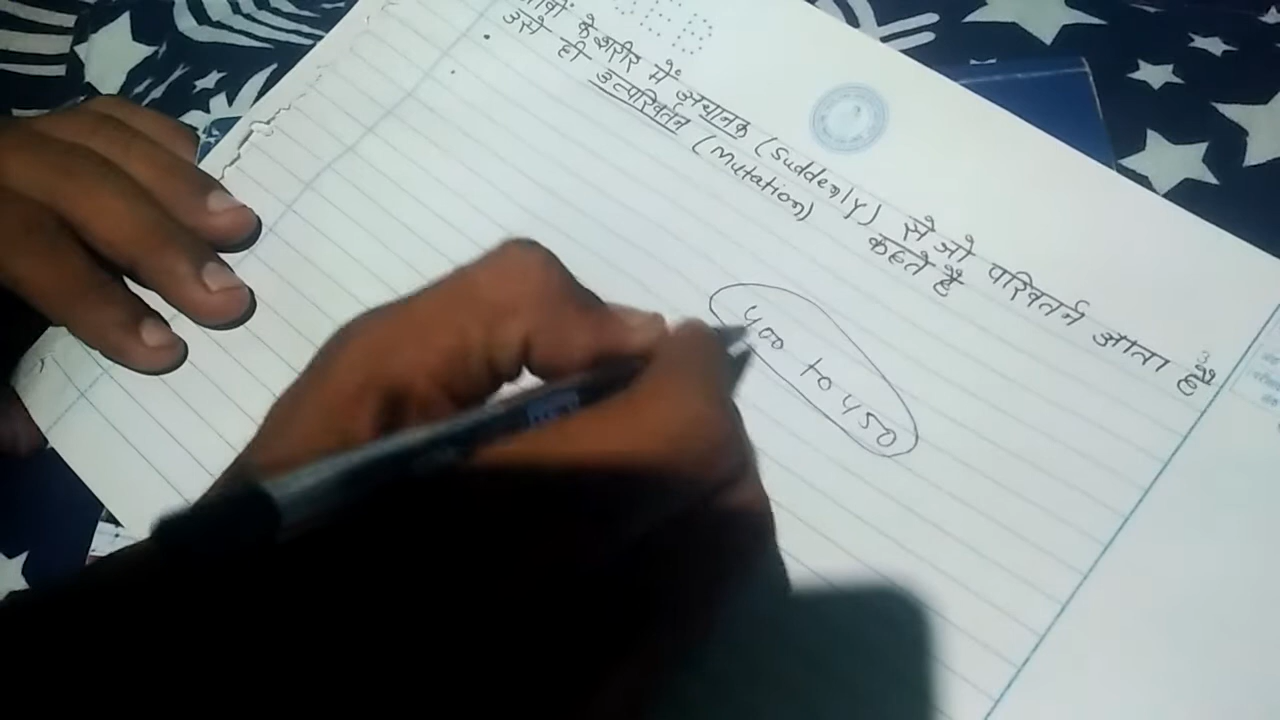 के शरीर में अचानक (Suddenly) से जो परिवर्तन आता है
उसे ही उत्परिवर्तन (Mutation) कहते है
400 to 450